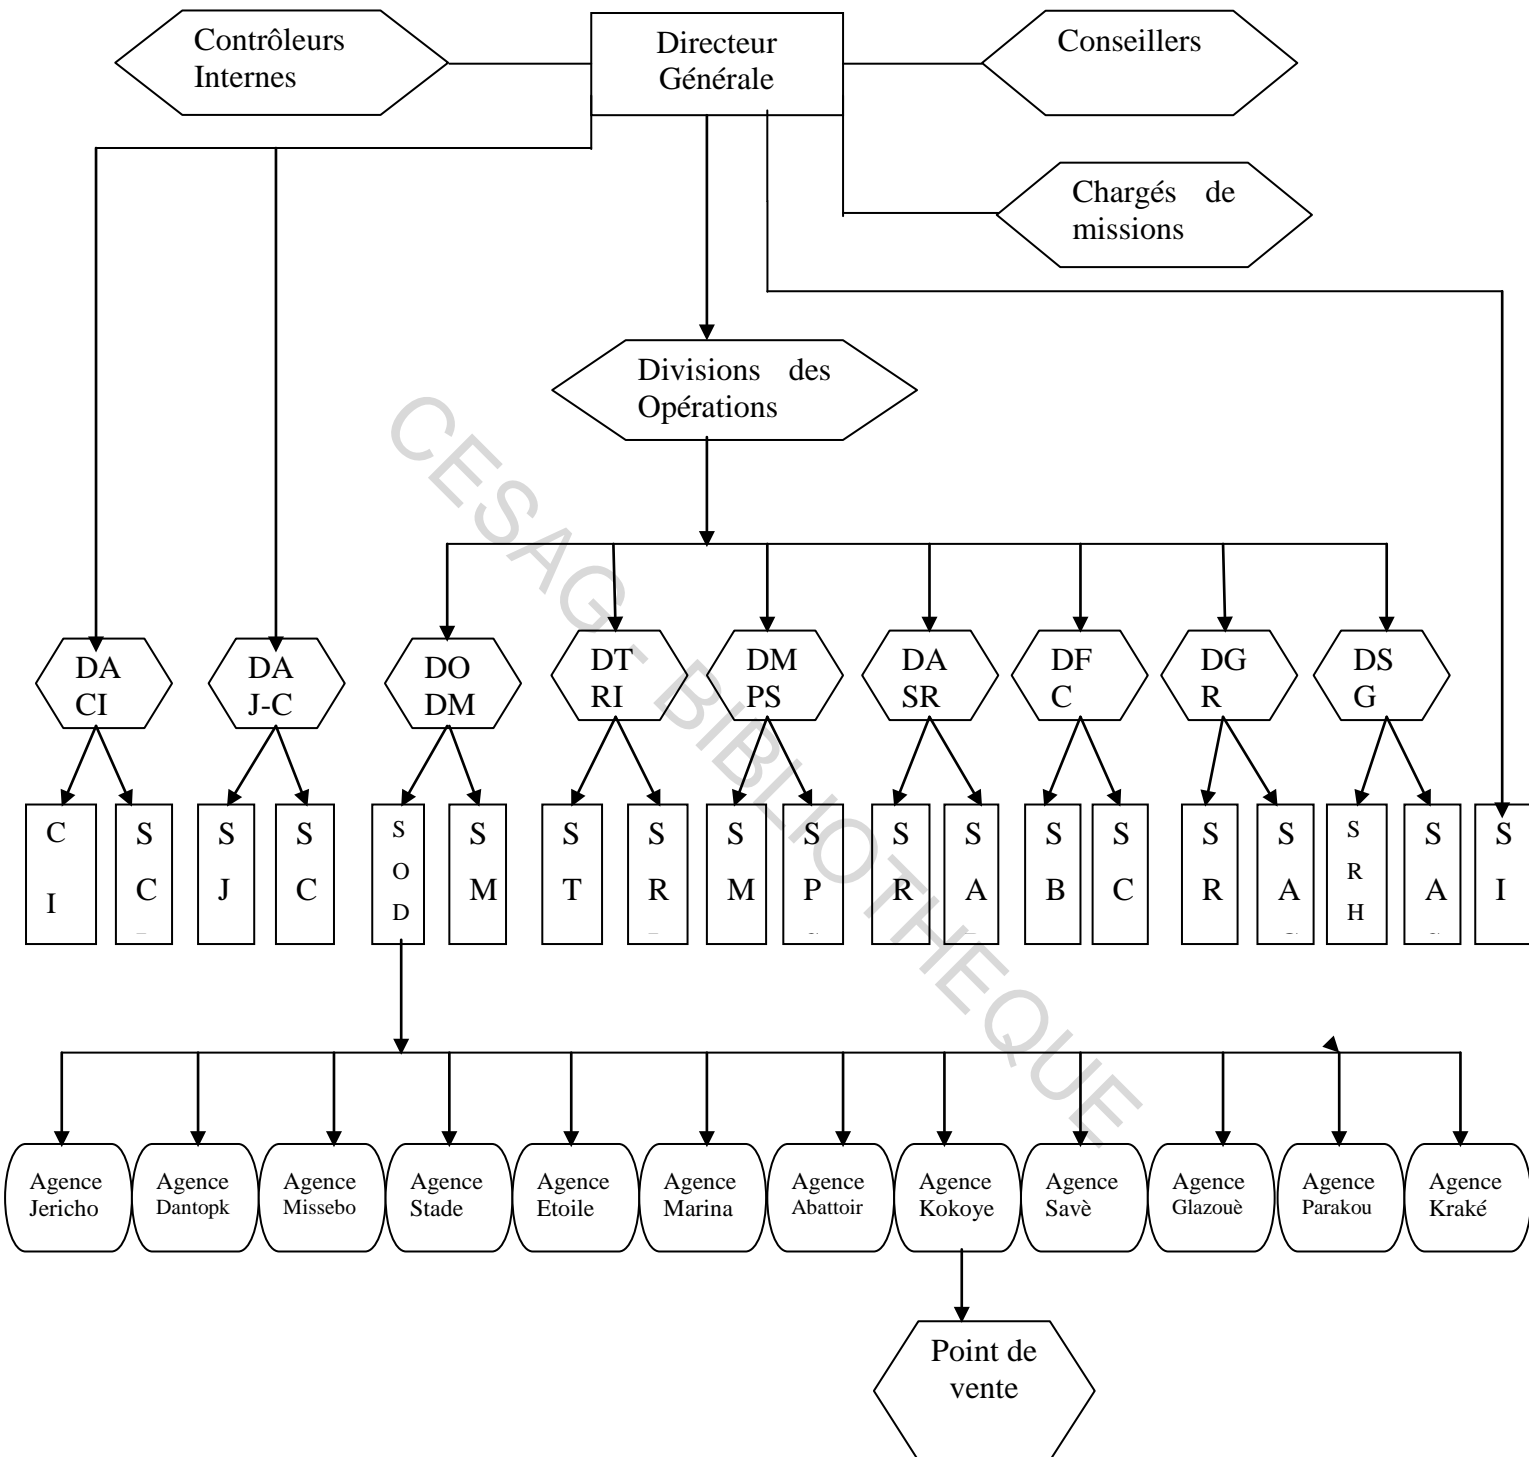 Contrôleurs
Internes
Directeur
Générale
Conseillers
Chargés de
missions
Divisions des
Opérations
CESAG - BIBLIOTHEQUE
DA
CI
DA
J-C
DO
DM
DT
RI
DM
PS
DA
SR
DF
C
DG
R
DS
G
C
I
S
C
S
J
S
C
S
O
D
S
M
S
T
S
R
S
M
S
P
S
R
S
A
S
B
S
C
S
R
S
A
S
R
H
S
A
S
I
Agence
Jericho
Agence
Dantopk
Agence
Missebo
Agence
Stade
Agence
Etoile
Agence
Marina
Agence
Abattoir
Agence
Kokoye
Agence
Savè
Agence
Glazouè
Agence
Parakou
Agence
Kraké
Point de
vente